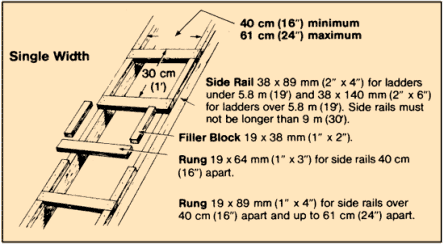 40 cm (16") minimum
61 cm (24") maximum
Single Width
30 cm
(1')
Side Rail 38 x 89 mm (2" x 4") for ladders
under 5.8 m (19') and 38 x 140 mm (2" x 6")
for ladders over 5.8 m (19'). Side rails must
not be longer than 9 m (30').
Filler Block 19 x 38 mm (1" x 2").
Rung 19 x 64 mm (1" x 3") for side rails 40 cm
(16") apart.
Rung 19 x 89 mm (1" x 4") for side rails over
40 cm (16") apart and up to 61 cm (24") apart.